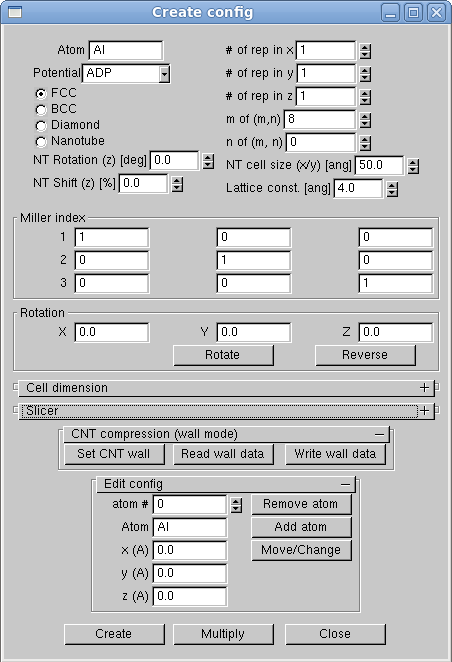 Create config
Atom Al
Potential ADP
FCC
BCC
Diamond
Nanotube
NT Rotation (z) [deg] 0.0
NT Shift (z) [%] 0.0
# of rep in x 1
# of rep in y 1
# of rep in z 1
m of (m,n) 8
n of (m, n) 0
NT cell size (x/y) [ang] 50.0
Lattice const. [ang] 4.0
Miller index
1 1 0 0
2 0 1 0
3 0 0 1
Rotation
X 0.0 Y 0.0 Z 0.0
Rotate Reverse
Cell dimension +
Slicer +
CNT compression (wall mode) –
Set CNT wall Read wall data Write wall data
Edit config –
atom # 0 Remove atom
Atom Al Add atom
x (A) 0.0 Move/Change
y (A) 0.0
z (A) 0.0
Create Multiply Close